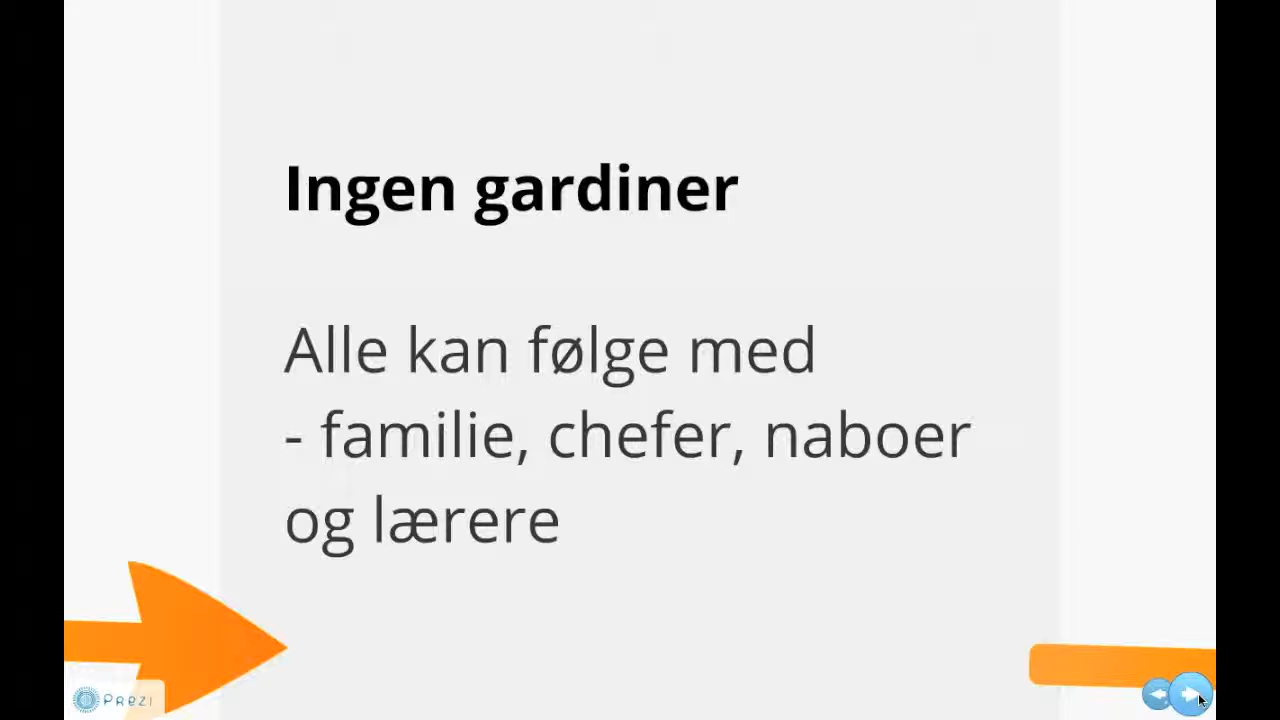 Ingen gardiner
Alle kan følge med
- familie, chefer, naboer
og lærere
Prezi